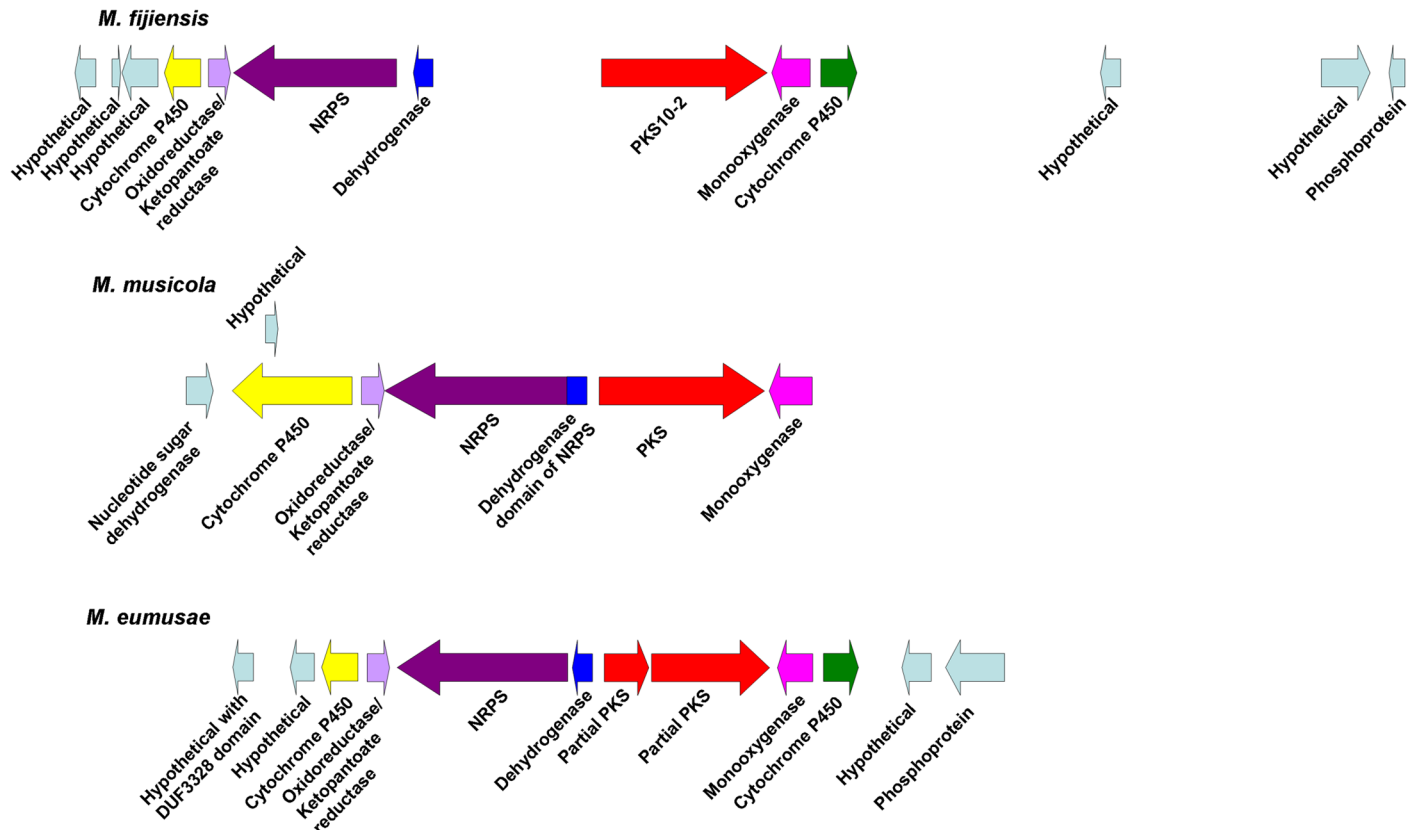 M. fijiensis
Hypothetical
Hypothetical
Hypothetical
Cytochrome P450
Oxidoreductase/
Ketopantoate
reductase
NRPS
Dehydrogenase
PKS10-2
Monooxygenase
Cytochrome P450
Hypothetical
Hypothetical
Phosphoprotein
M. musicola
Hypothetical
Nucleotide sugar
dehydrogenase
Cytochrome P450
Oxidoreductase/
Ketopantoate
reductase
NRPS
Dehydrogenase
domain of NRPS
PKS
Monooxygenase
M. eumusae
Hypothetical with
DUF3328 domain
Hypothetical
Cytochrome P450
Oxidoreductase/
Ketopantoate
reductase
NRPS
Dehydrogenase
Partial PKS
Partial PKS
Monooxygenase
Cytochrome P450
Hypothetical
Phosphoprotein